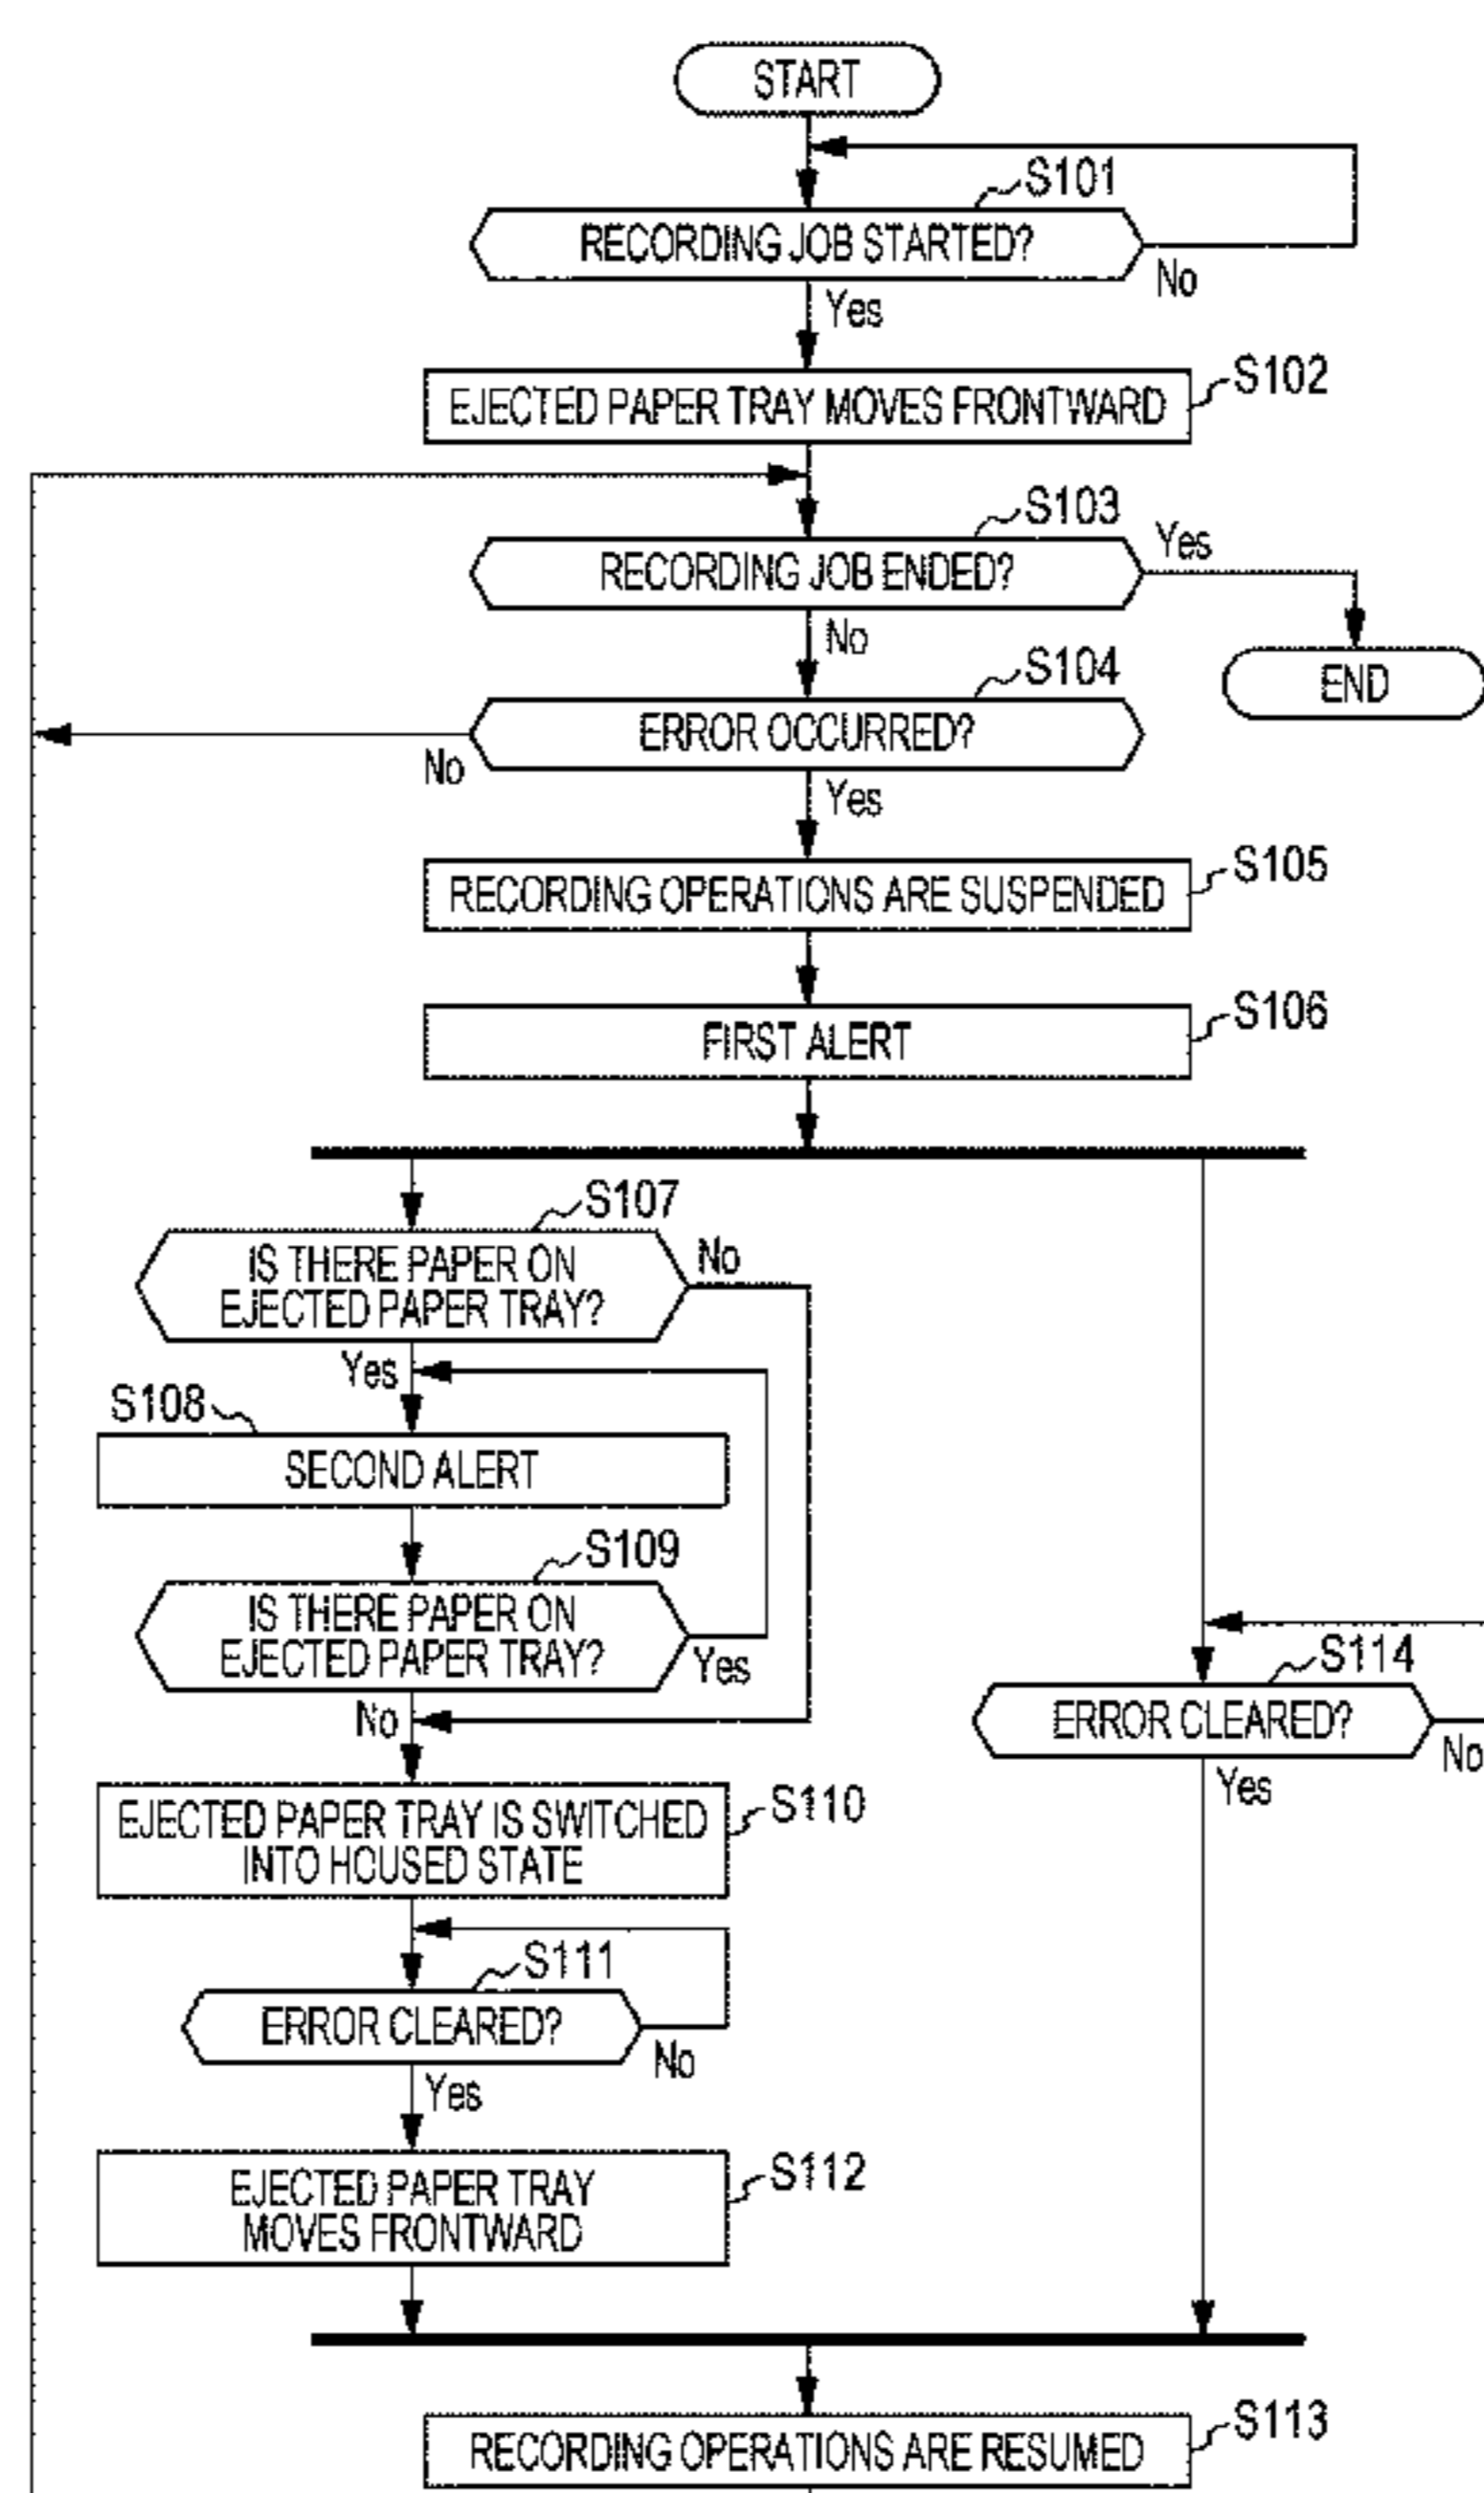 START
S101
RECORDING JOB STARTED?
No
Yes
S102
EJECTED PAPER TRAY MOVES FRONTWARD
S103
RECORDING JOB ENDED?
Yes
No
END
S104
ERROR OCCURRED?
No
Yes
S105
RECORDING OPERATIONS ARE SUSPENDED
S106
FIRST ALERT
S107
IS THERE PAPER ON
EJECTED PAPER TRAY?
No
Yes
S108
SECOND ALERT
S109
IS THERE PAPER ON
EJECTED PAPER TRAY?
Yes
No
S114
ERROR CLEARED?
No
Yes
S110
EJECTED PAPER TRAY IS SWITCHED
INTO HOUSED STATE
S111
ERROR CLEARED?
No
Yes
S112
EJECTED PAPER TRAY
MOVES FRONTWARD
S113
RECORDING OPERATIONS ARE RESUMED